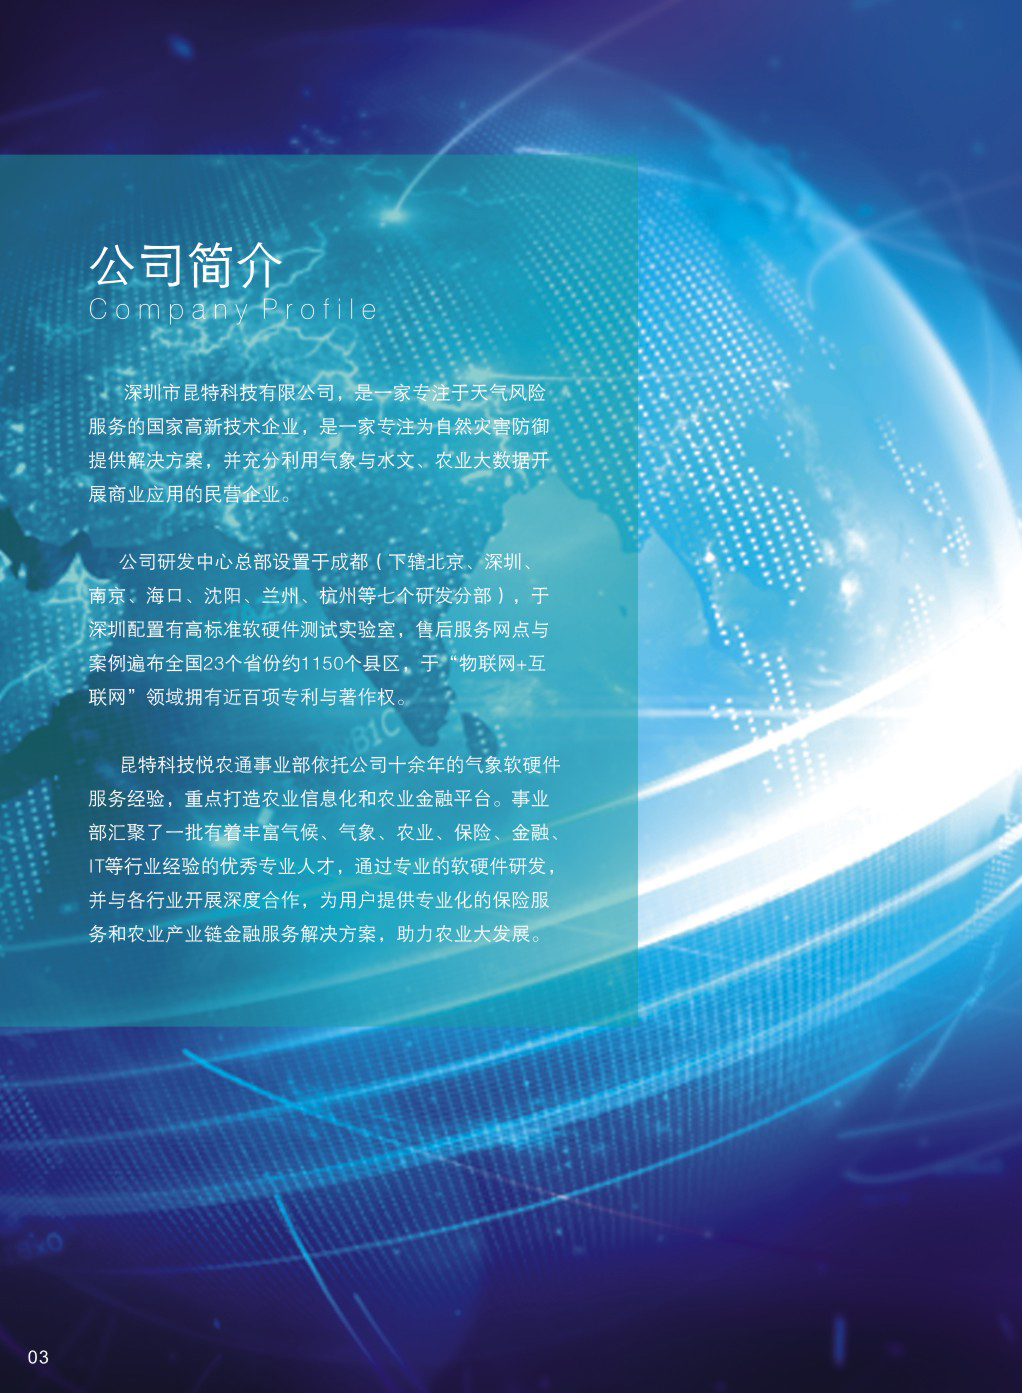 公司简介
Company Profile
深圳市昆特科技有限公司，是一家专注于天气风险
服务的国家高新技术企业，是一家专注为自然灾害防御
提供解决方案，并充分利用气象与水文、农业大数据开
展商业应用的民营企业。
公司研发中心总部设置于成都（下辖北京、深圳、
南京、海口、沈阳、兰州、杭州等七个研发分部），于
深圳配置有高标准软硬件测试实验室，售后服务网点与
案例遍布全国23个省份约1150个县区，于“物联网+互
联网”领域拥有近百项专利与著作权。
昆特科技悦农通事业部依托公司十余年的气象软硬件
服务经验，重点打造农业信息化和农业金融平台。事业
部汇聚了一批有着丰富气候、气象、农业、保险、金融、
IT等行业经验的优秀专业人才，通过专业的软硬件研发，
并与各行业开展深度合作，为用户提供专业化的保险服
务和农业产业链金融服务解决方案，助力农业大发展。
03